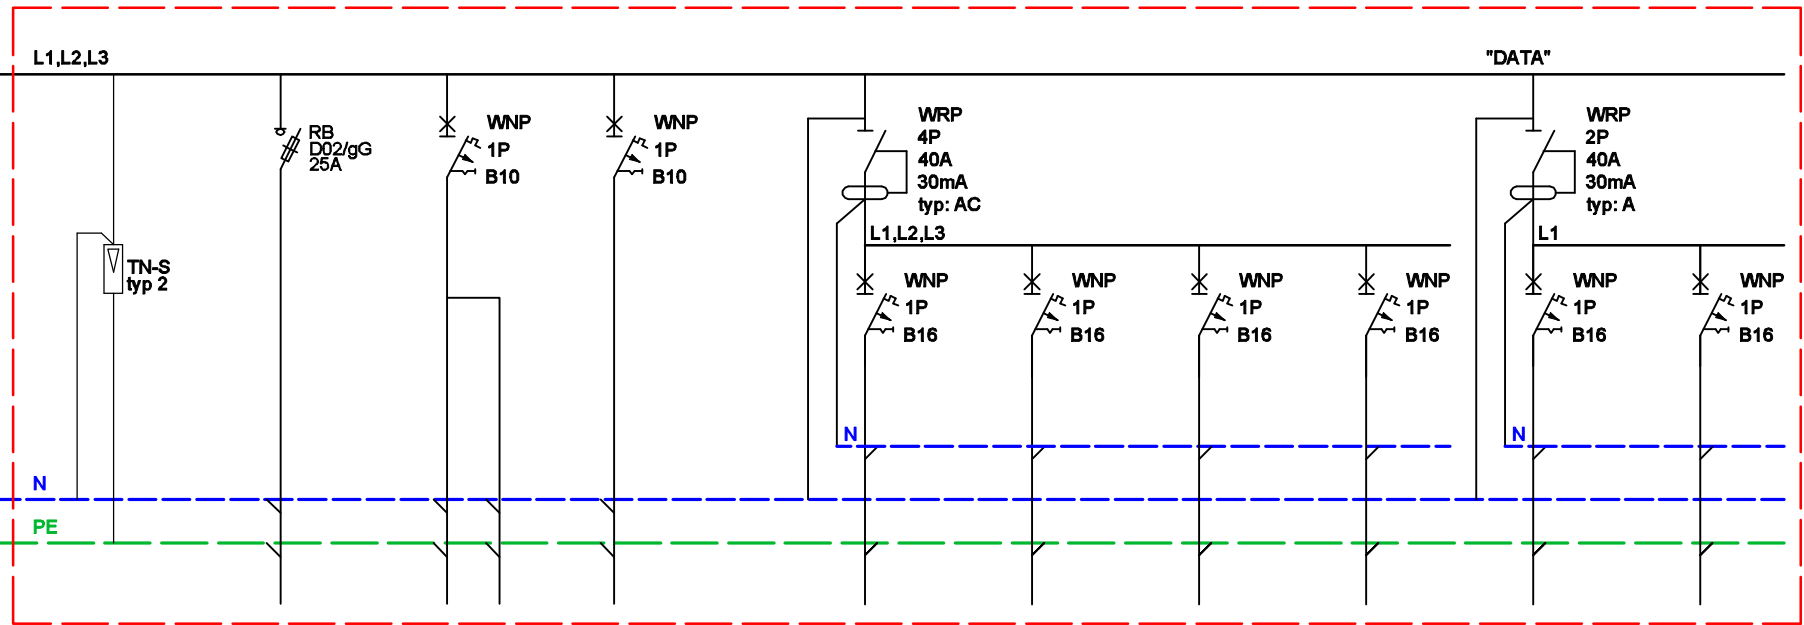 L1,L2,L3
"DATA"
RB
D02/gG
25A
WNP
1P
B10
WNP
1P
B10
WRP
4P
40A
30mA
typ: AC
WRP
2P
40A
30mA
typ: A
TN-S
typ 2
L1,L2,L3
WNP
1P
B16
WNP
1P
B16
WNP
1P
B16
WNP
1P
B16
L1
WNP
1P
B16
WNP
1P
B16
N
N
N
PE